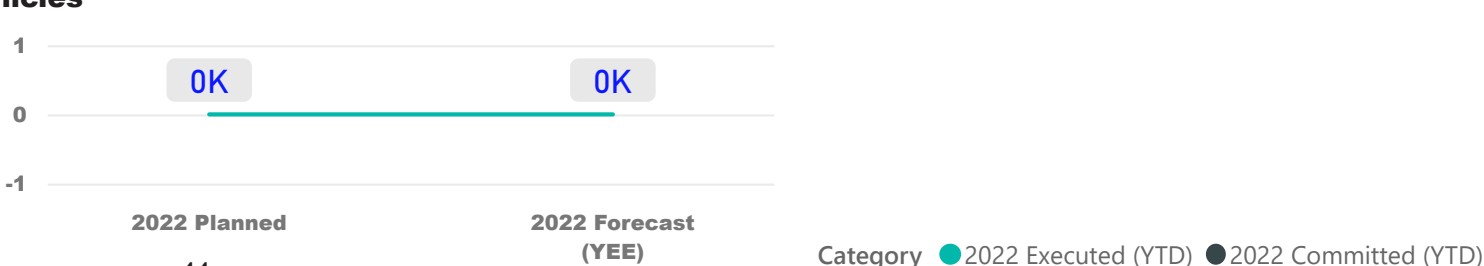 1
0K 0K
0
-1
2022 Planned 2022 Forecast
(YEE)
Category 2022 Executed (YTD) 2022 Committed (YTD)